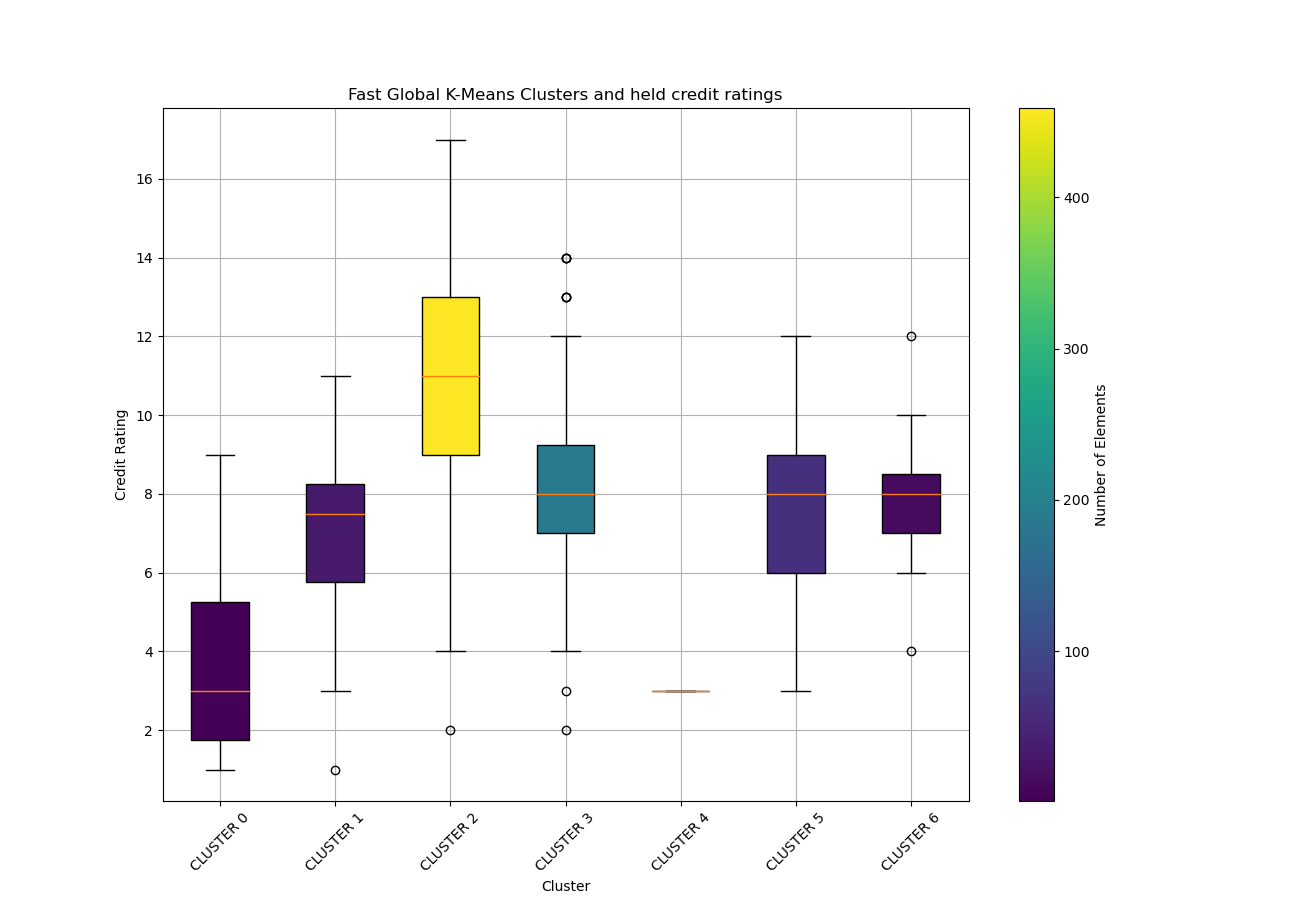 Fast Global K-Means Clusters and held credit ratings
16
14
12
10
8
6
4
2
Credit Rating
CLUSTER 0
CLUSTER 1
CLUSTER 2
CLUSTER 3
CLUSTER 4
CLUSTER 5
CLUSTER 6
Cluster
400
300
200
100
Number of Elements